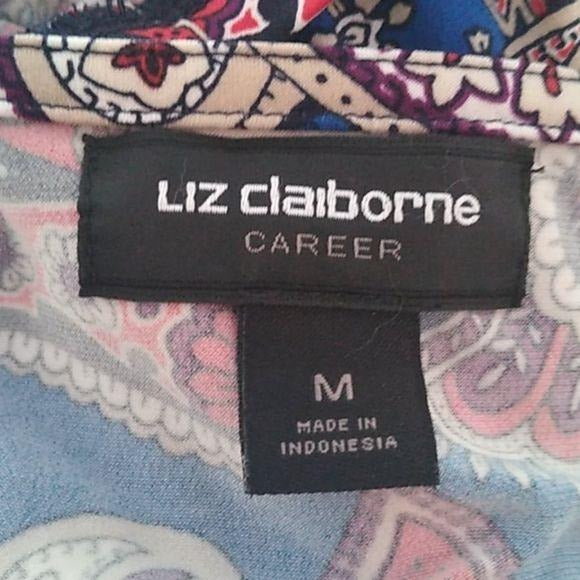 Liz claiborne
CAREER
M
MADE IN
INDONESIA